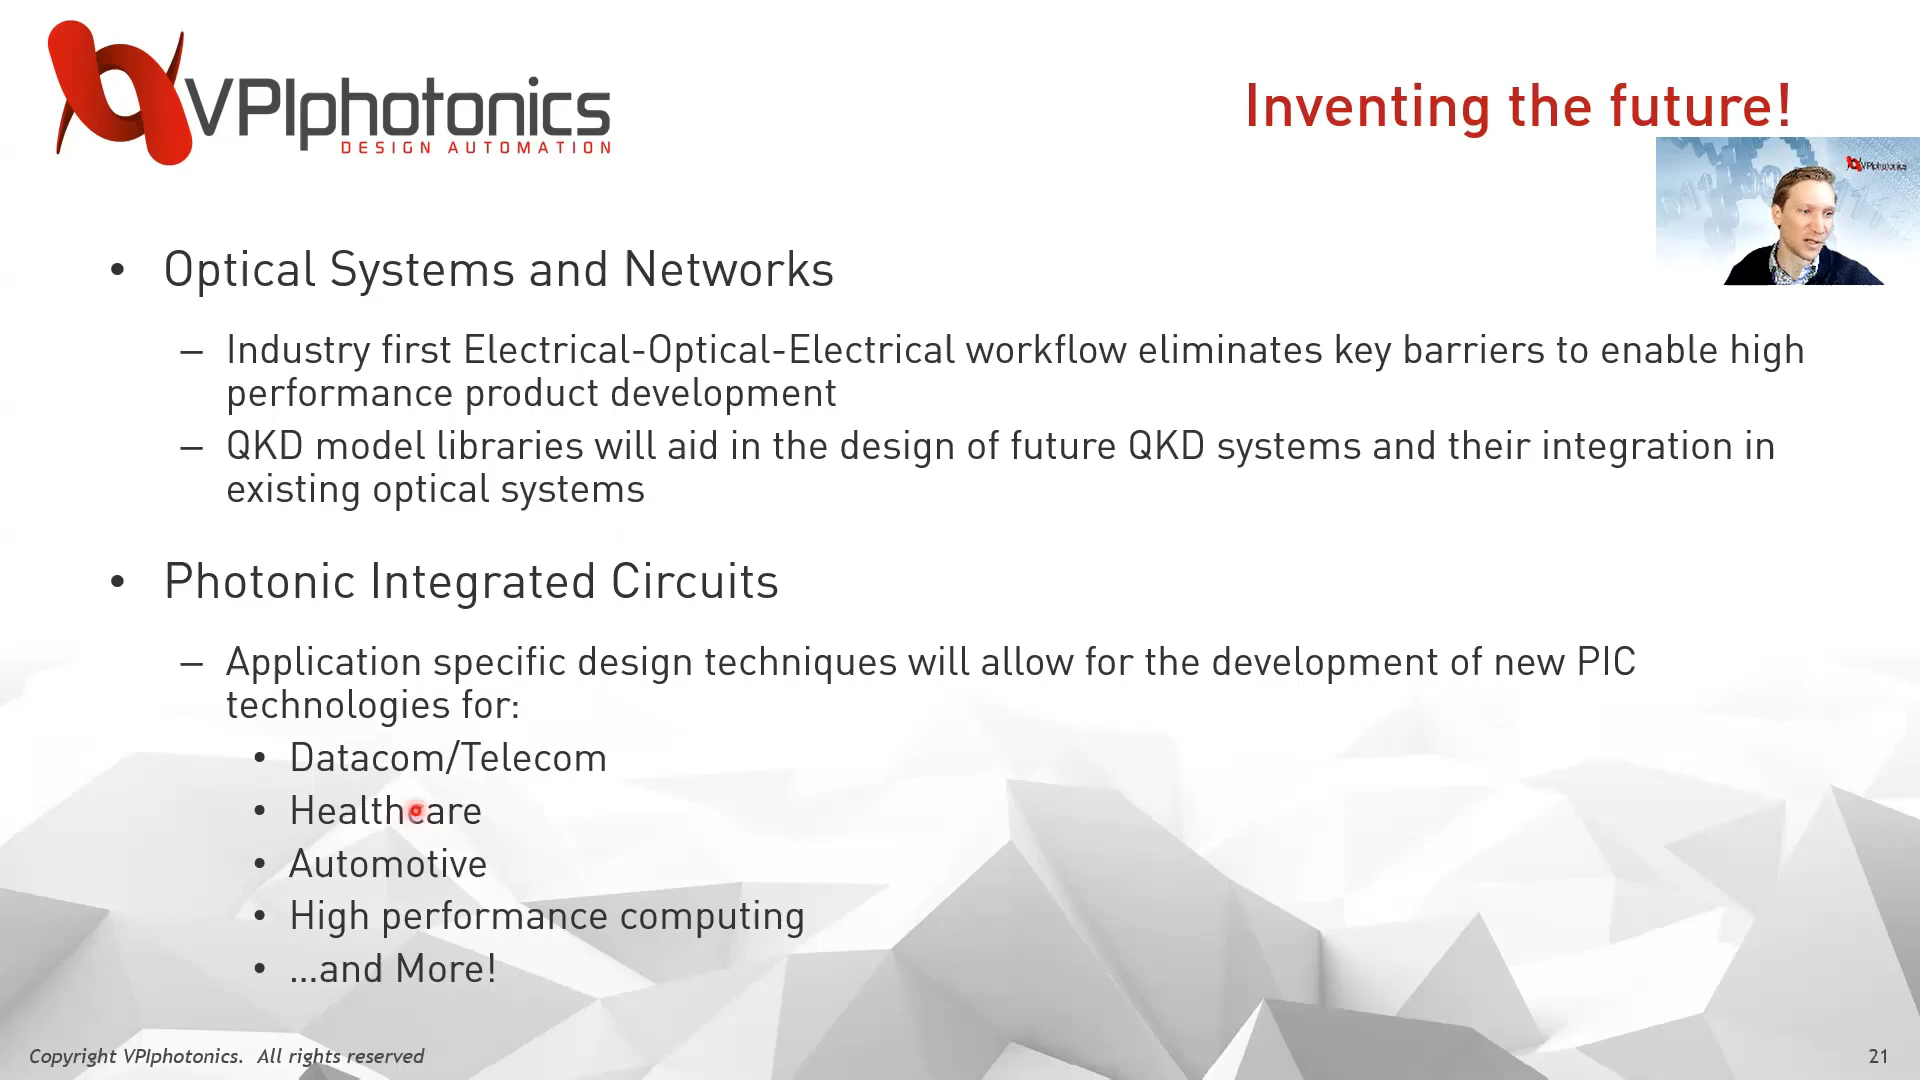 VPIphotonics
DESIGN AUTOMATION
Inventing the future!
VPIphotonics
• Optical Systems and Networks
– Industry first Electrical-Optical-Electrical workflow eliminates key barriers to enable high
performance product development
– QKD model libraries will aid in the design of future QKD systems and their integration in
existing optical systems
• Photonic Integrated Circuits
– Application specific design techniques will allow for the development of new PIC
technologies for:
• Datacom/Telecom
• Healthcare
• Automotive
• High performance computing
• ...and More!
Copyright VPIphotonics. All rights reserved
21